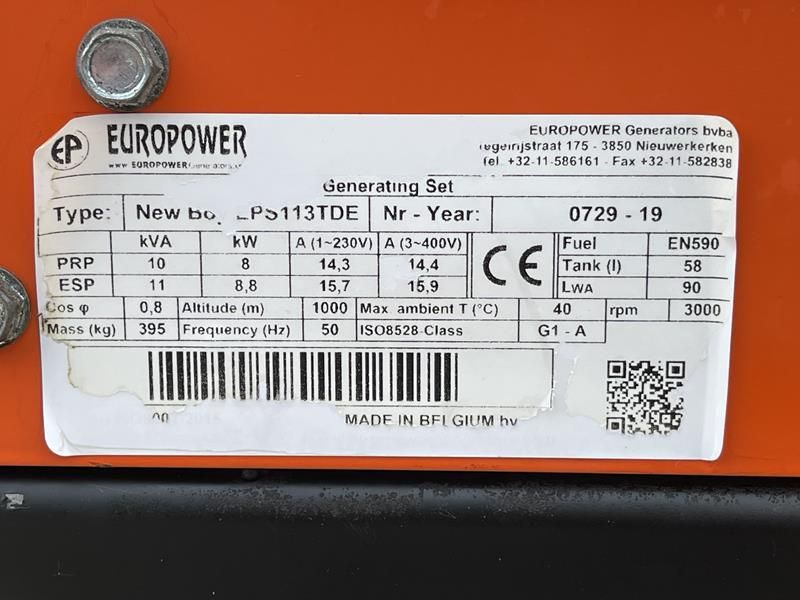 EP EUROPOWER
www.EUROPOWERGenerators
EUROPOWER Generators bvba
Tegelrijstraat 175 - 3850 Nieuwerkerken
Tel. +32-11-586161 - Fax +32-11-582838
Generating Set
Type: New Boy EPS113TDE Nr - Year: 0729 - 19
kVA kW A (1~230V) A (3~400V) Fuel EN590
PRP 10 8 14,3 14,4 Tank (l) 58
ESP 11 8,8 15,7 15,9 LWA 90
Cos φ 0,8 Altitude (m) 1000 Max ambient T (°C) 40 rpm 3000
Mass (kg) 395 Frequency (Hz) 50 ISO8528-Class G1 - A
CE
MADE IN BELGIUM by